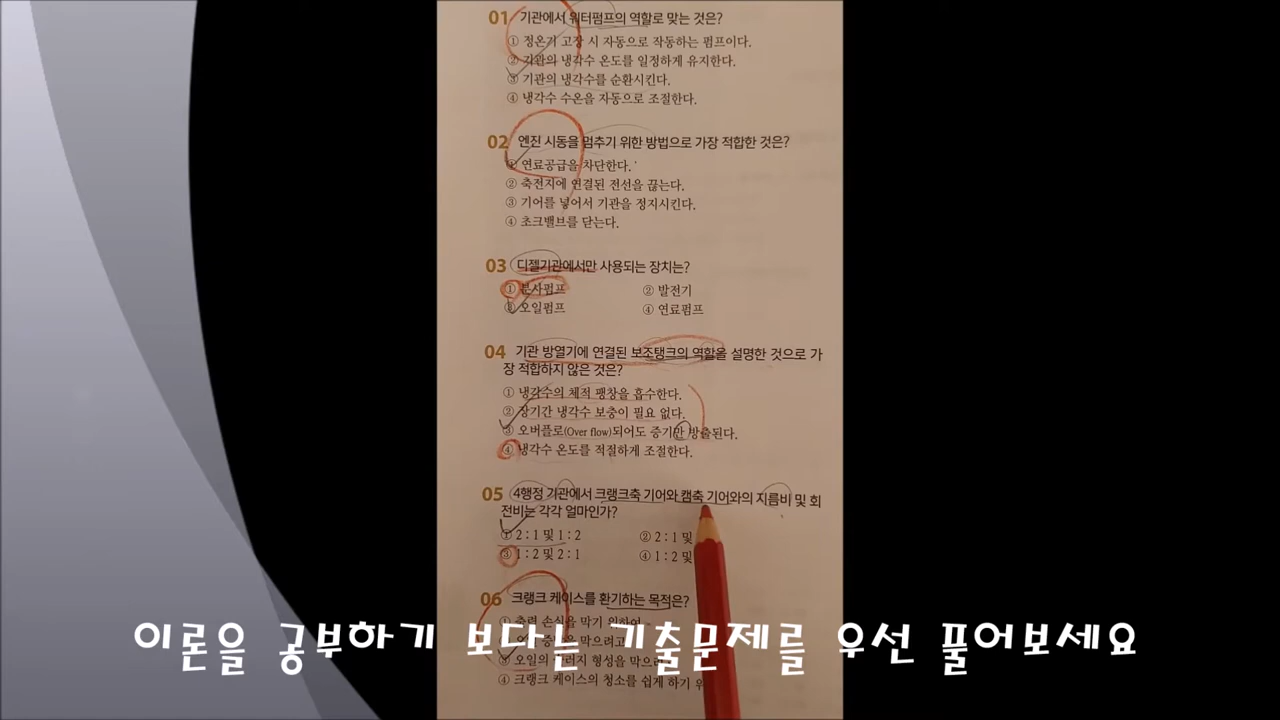 01 기관에서 워터펌프의 역할로 맞는 것은?
① 정온기 고장 시 자동으로 작동하는 펌프이다.
② 기관의 냉각수 온도를 일정하게 유지한다.
③ 기관의 냉각수를 순환시킨다.
④ 냉각수 수온을 자동으로 조절한다.
02 엔진 시동을 멈추기 위한 방법으로 가장 적합한 것은?
① 연료공급을 차단한다.
② 축전지에 연결된 전선을 끊는다.
③ 기어를 넣어서 기관을 정지시킨다.
④ 초크밸브를 닫는다.
03 디젤기관에서만 사용되는 장치는?
① 분사펌프 ② 발전기
③ 오일펌프 ④ 연료펌프
04 기관 방열기에 연결된 보조탱크의 역할을 설명한 것으로 가
장 적합하지 않은 것은?
① 냉각수의 체적 팽창을 흡수한다.
② 장기간 냉각수 보충이 필요 없다.
③ 오버플로(Over flow)되어도 증기만 방출된다.
④ 냉각수 온도를 적절하게 조절한다.
05 4행정 기관에서 크랭크축 기어와 캠축 기어와의 지름비 및 회
전비는 각각 얼마인가?
① 2 : 1 및 1 : 2 ② 2 : 1 및
③ 1 : 2 및 2 : 1 ④ 1 : 2 및
06 크랭크 케이스를 환기하는 목적은?
① 출력 손실을 막기 위하여
막으려고
③ 오일의 형성을 막으려
④ 크랭크 케이스의 청소를 쉽게 하기 위
이론을 공부하기 보다는 기출문제를 우선 풀어보세요